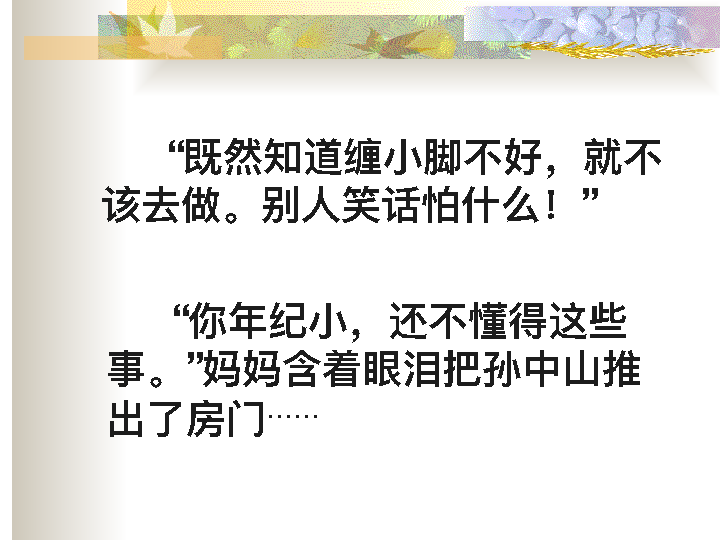 “既然知道缠小脚不好，就不
该去做。别人笑话怕什么！”
“你年纪小，还不懂得这些
事。”妈妈含着眼泪把孙中山推
出了房门……